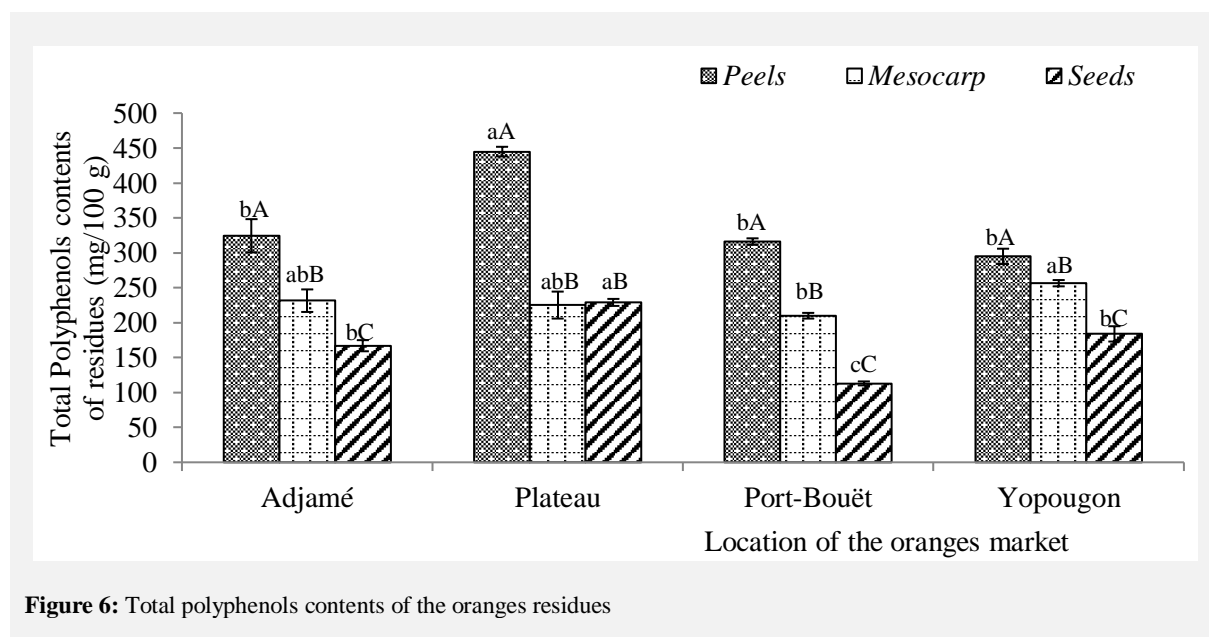 Peels Mesocarp Seeds
Total Polyphenols contents
of residues (mg/100 g)
500
450
400
350
300
250
200
150
100
50
0
bA
abB
bC
aA
abB
aB
bA
bB
cC
bA
aB
bC
Adjamé Plateau Port-Bouët Yopougon
Location of the oranges market
Figure 6: Total polyphenols contents of the oranges residues